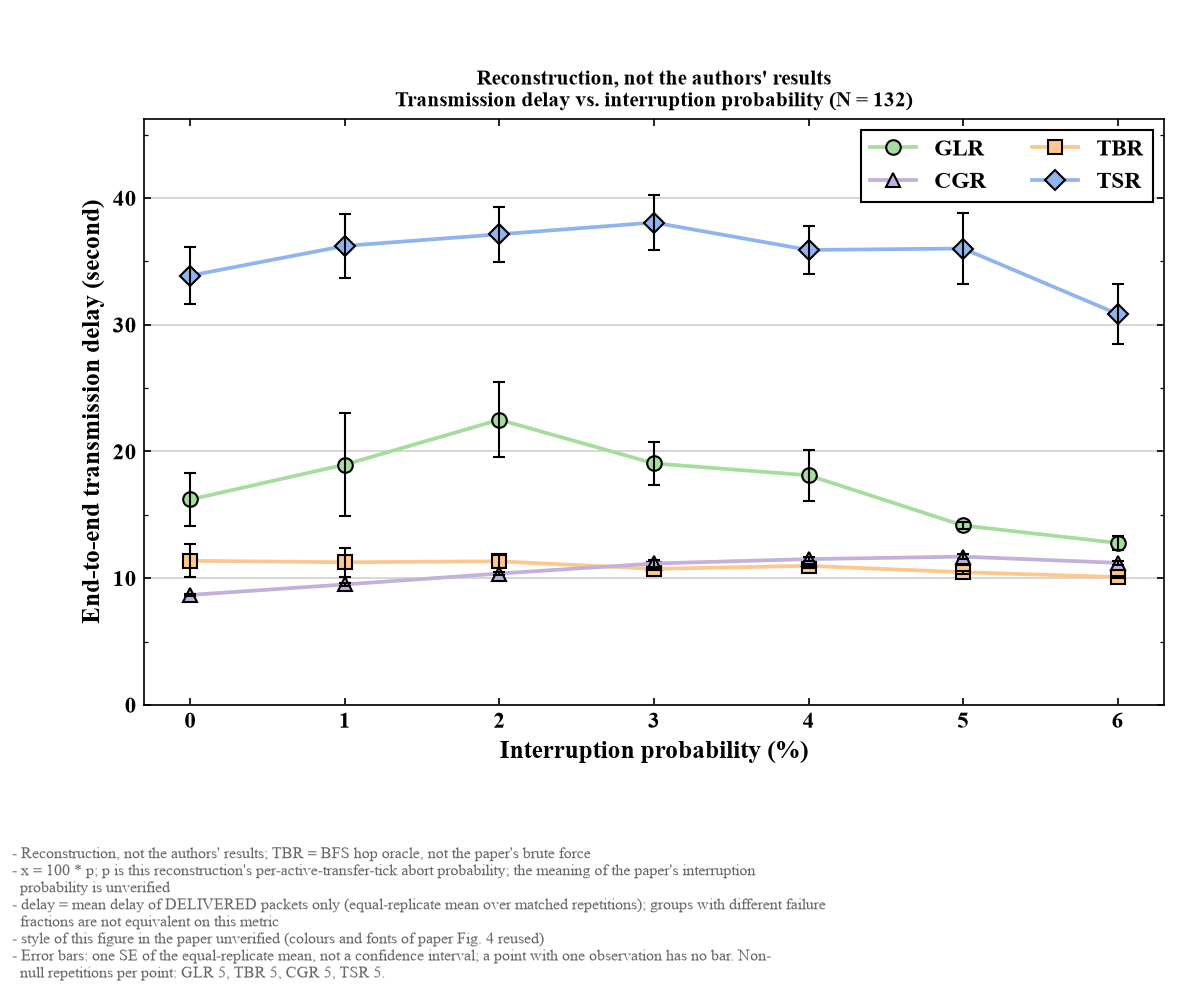 Reconstruction, not the authors' results
Transmission delay vs. interruption probability (N = 132)
GLR
TBR
CGR
TSR
End-to-end transmission delay (second)
40
30
20
10
0
0 1 2 3 4 5 6
Interruption probability (%)
- Reconstruction, not the authors' results; TBR = BFS hop oracle, not the paper's brute force
- x = 100 * p; p is this reconstruction's per-active-transfer-tick abort probability; the meaning of the paper's interruption
probability is unverified
- delay = mean delay of DELIVERED packets only (equal-replicate mean over matched repetitions); groups with different failure
fractions are not equivalent on this metric
- style of this figure in the paper unverified (colours and fonts of paper Fig. 4 reused)
- Error bars: one SE of the equal-replicate mean, not a confidence interval; a point with one observation has no bar. Non-
null repetitions per point: GLR 5, TBR 5, CGR 5, TSR 5.